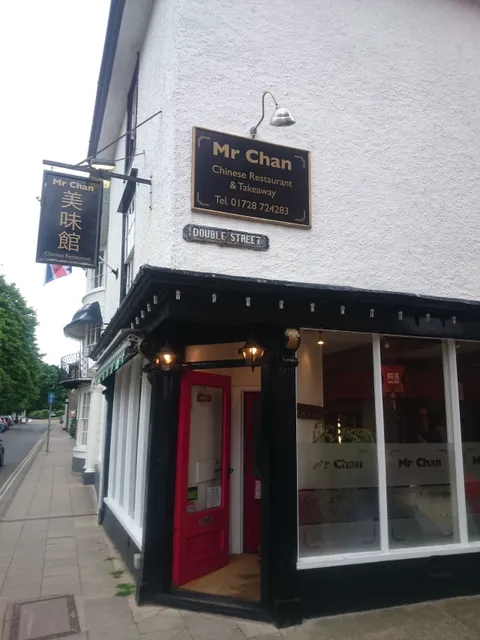 Mr Chan
美味館
Chinese Restaurant
Mr Chan
Chinese Restaurant
& Takeaway
Tel. 01728 724283
DOUBLE STREET
Mr Chan
Mr Chan